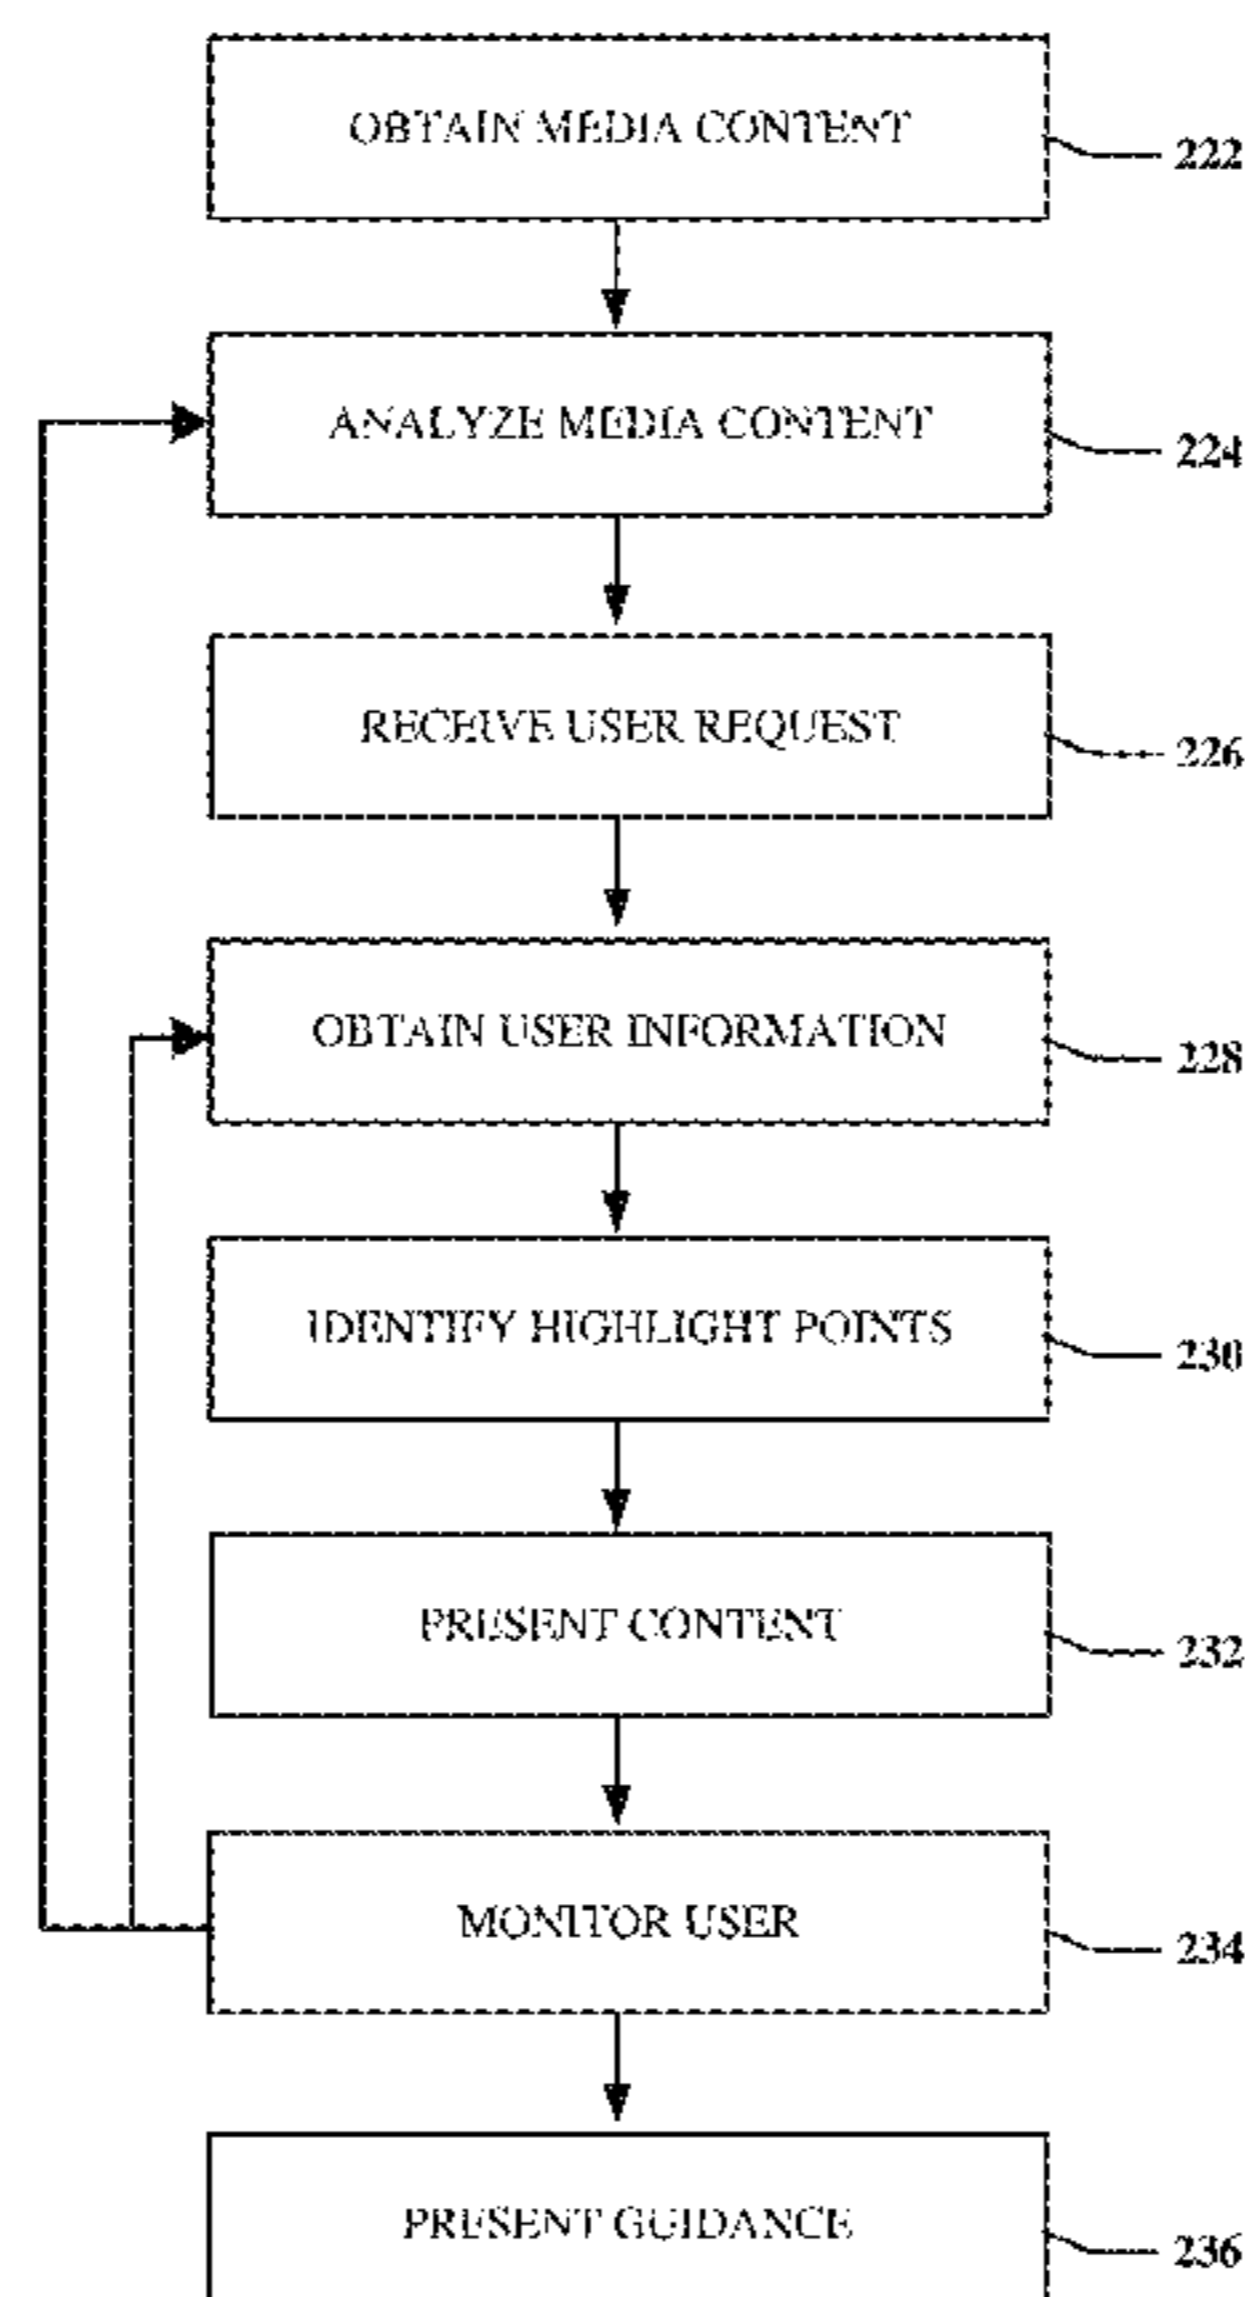 OBTAIN MEDIA CONTENT
222
ANALYZE MEDIA CONTENT
224
RECEIVE USER REQUEST
226
OBTAIN USER INFORMATION
228
IDENTIFY HIGHLIGHT POINTS
230
PRESENT CONTENT
232
MONITOR USER
234
PRESENT GUIDANCE
236